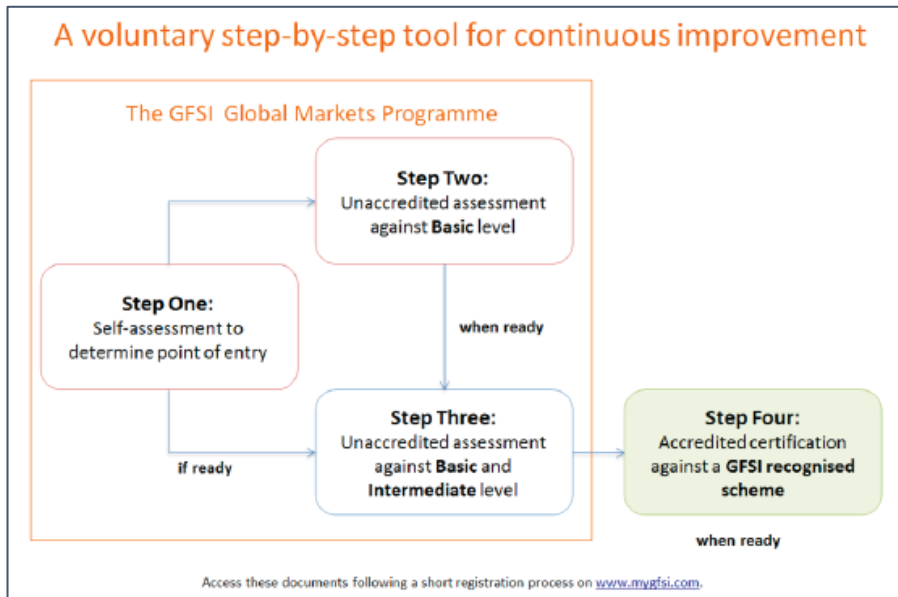 A voluntary step-by-step tool for continuous improvement
The GFSI Global Markets Programme
Step Two:
Unaccredited assessment
against Basic level
Step One:
Self-assessment to
determine point of entry
when ready
Step Three:
Unaccredited assessment
against Basic and
Intermediate level
if ready
Step Four:
Accredited certification
against a GFSI recognised
scheme
when ready
Access these documents following a short registration process on www.mygfsi.com.